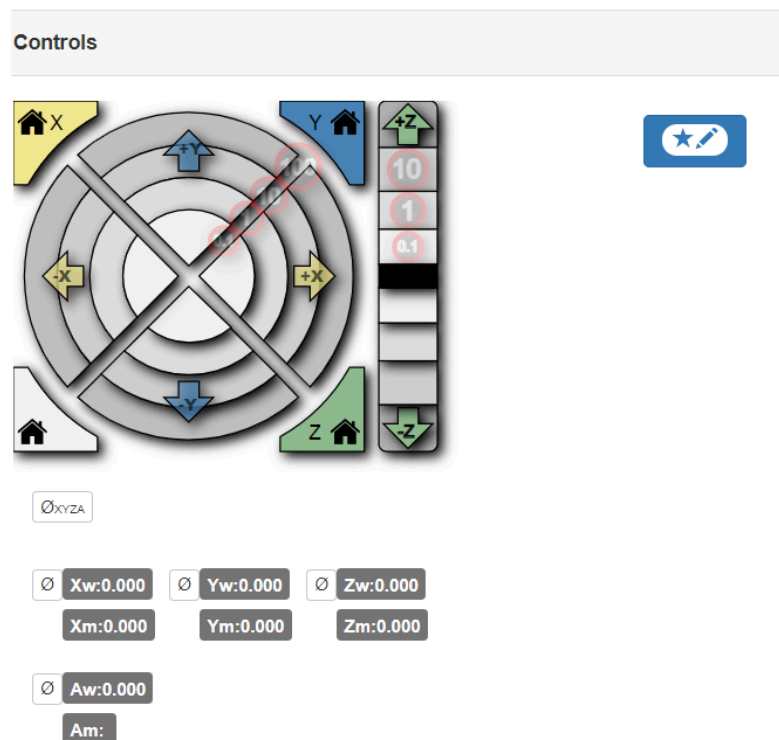 Controls
X
Y
+Z
+Y
100
10
10
1
1
0.1
0.1
-X
+X
-Y
Z
-Z
ØXYZA
Ø Xw:0.000 Ø Yw:0.000 Ø Zw:0.000
Xm:0.000 Ym:0.000 Zm:0.000
Ø Aw:0.000
Am: